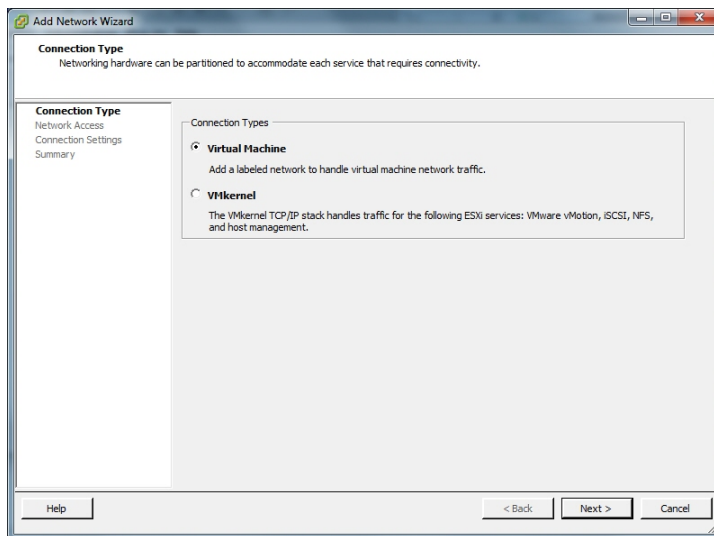 Add Network Wizard
Connection Type
Networking hardware can be partitioned to accommodate each service that requires connectivity.
Connection Type
Network Access
Connection Settings
Summary
Connection Types
Virtual Machine
Add a labeled network to handle virtual machine network traffic.
VMkernel
The VMkernel TCP/IP stack handles traffic for the following ESXi services: VMware vMotion, iSCSI, NFS,
and host management.
Help
< Back
Next >
Cancel